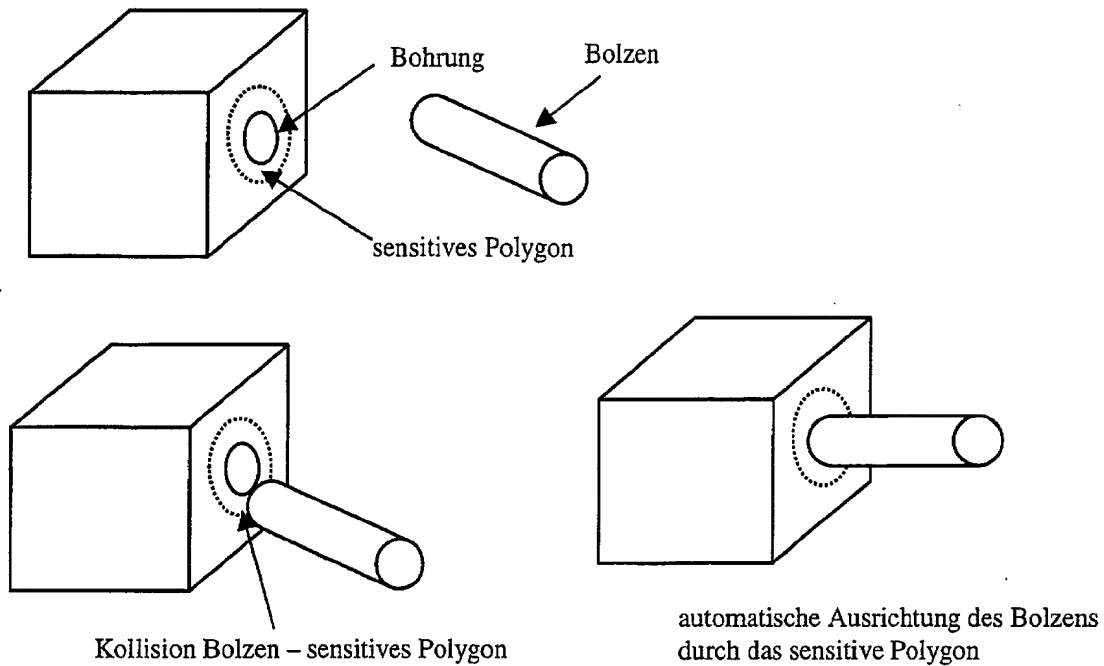 Bohrung
Bolzen
sensitives Polygon
Kollision Bolzen – sensitives Polygon
automatische Ausrichtung des Bolzens
durch das sensitive Polygon